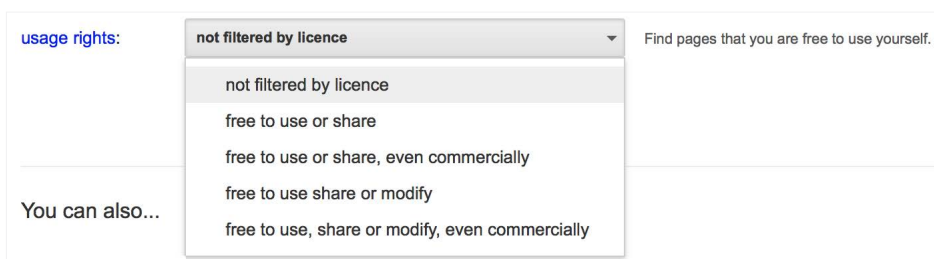 usage rights: not filtered by licence Find pages that you are free to use yourself.
not filtered by licence
free to use or share
free to use or share, even commercially
free to use share or modify
free to use, share or modify, even commercially
You can also...